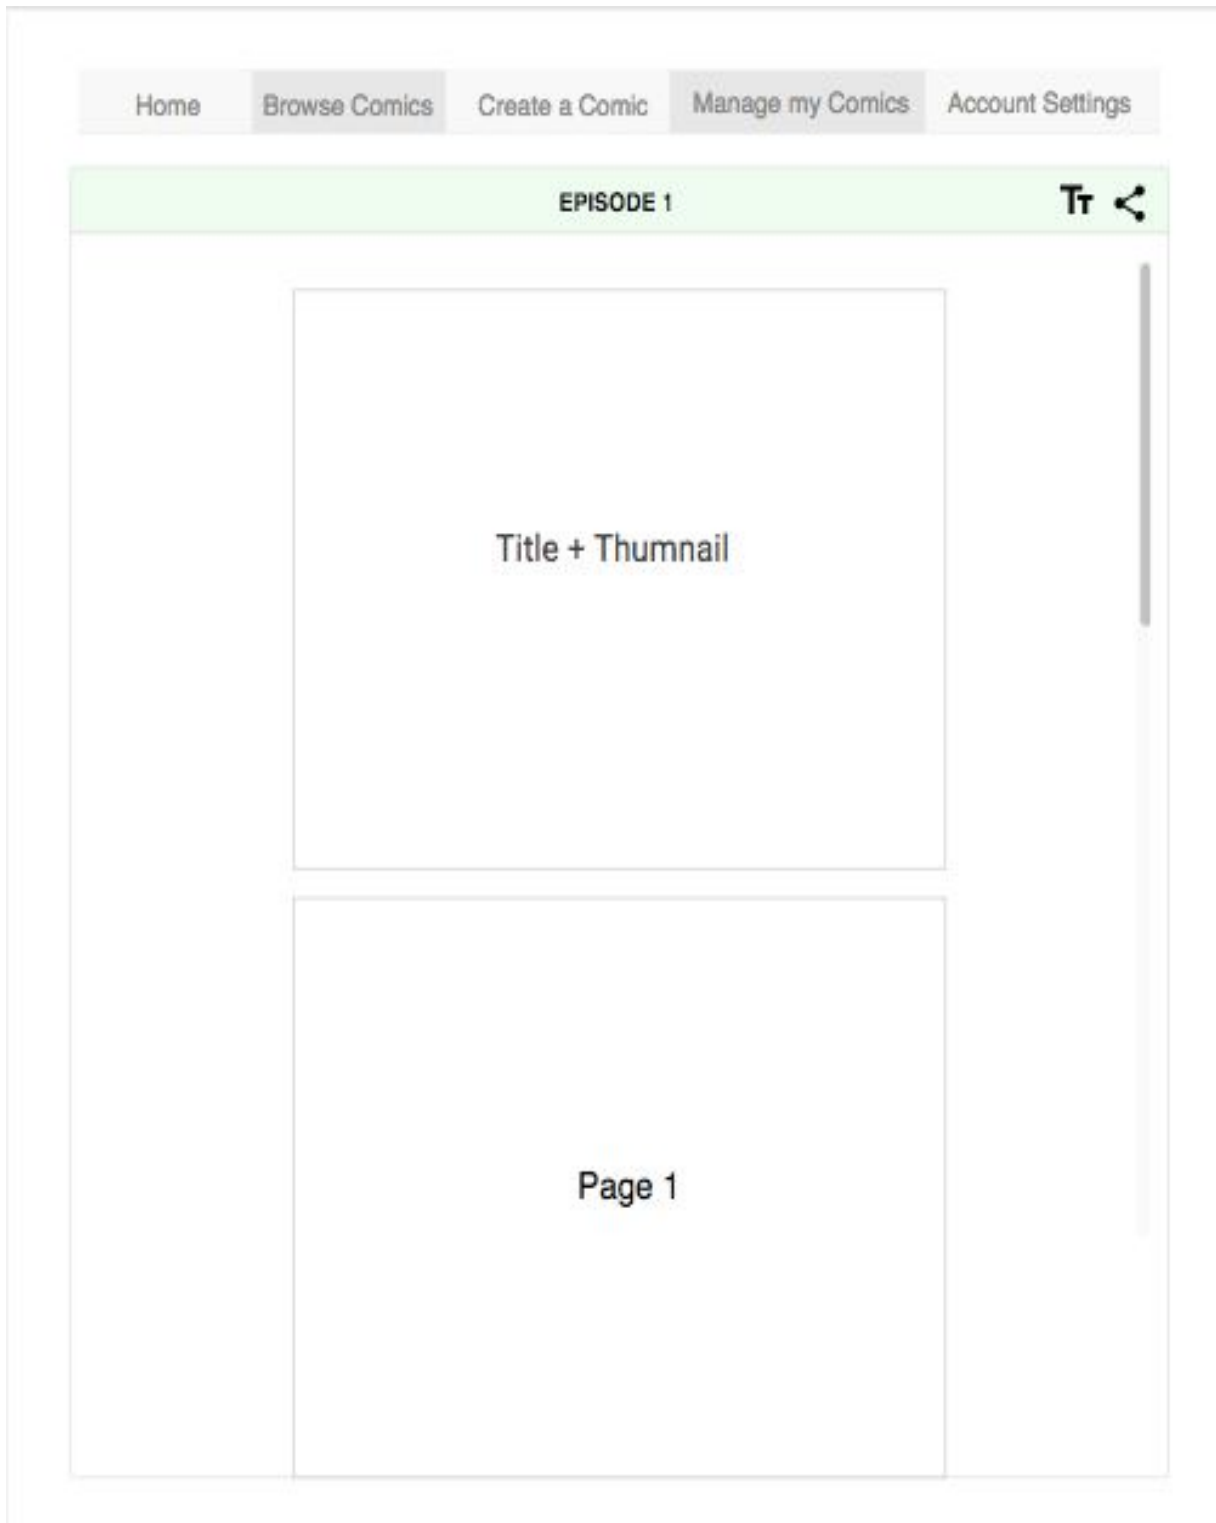 Home Browse Comics Create a Comic Manage my Comics Account Settings
EPISODE 1 Tт
Title + Thumnail
Page 1